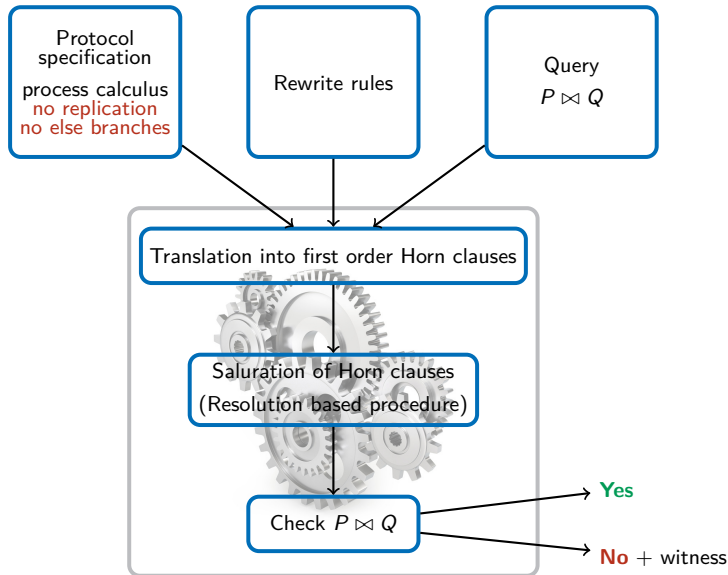 Protocol
specification
process calculus
no replication
no else branches
Rewrite rules
Query
P ⋈ Q
Translation into first order Horn clauses
Saluration of Horn clauses
(Resolution based procedure)
Check P ⋈ Q
Yes
No + witness